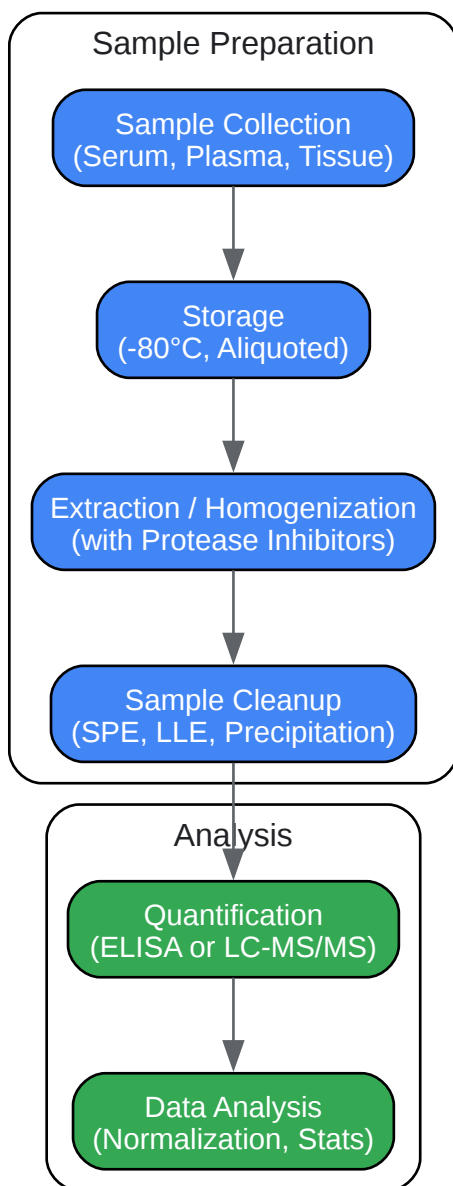 Sample Preparation
Sample Collection
(Serum, Plasma, Tissue)
Storage
(-80°C, Aliquoted)
Extraction / Homogenization
(with Protease Inhibitors)
Sample Cleanup
(SPE, LLE, Precipitation)
Analysis
Quantification
(ELISA or LC-MS/MS)
Data Analysis
(Normalization, Stats)